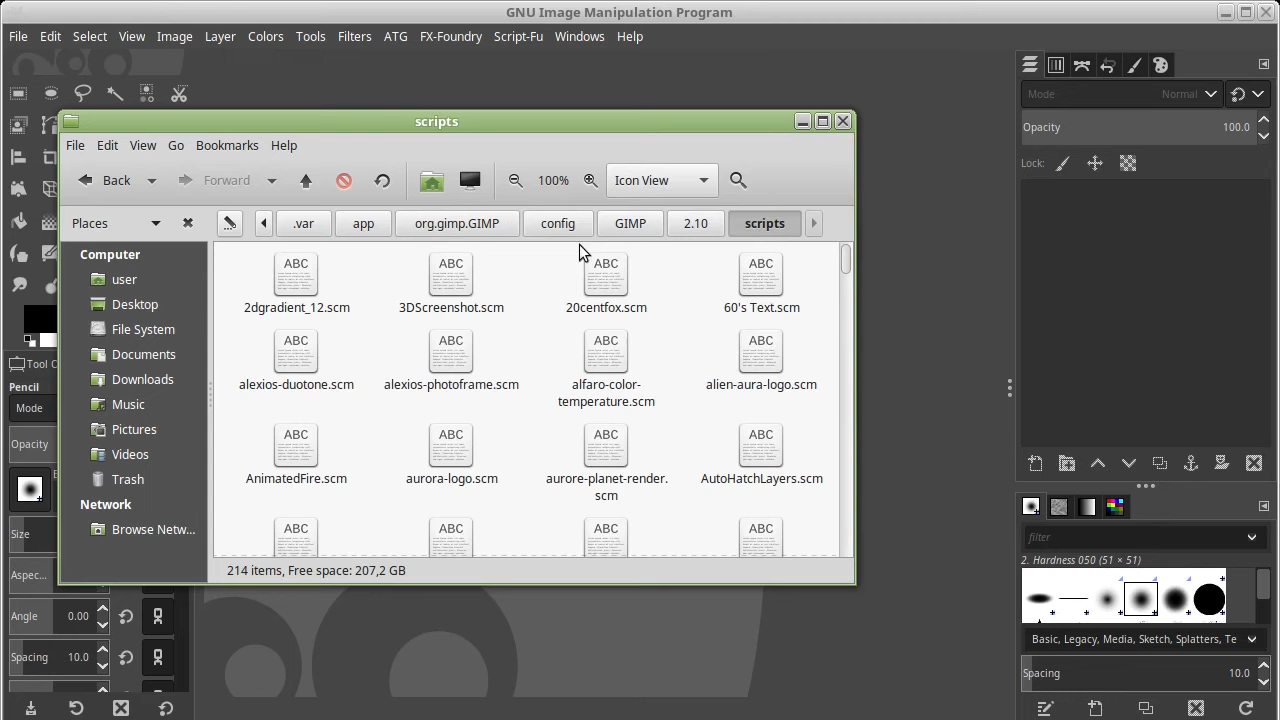 GNU Image Manipulation Program
File Edit Select View Image Layer Colors Tools Filters ATG FX-Foundry Script-Fu Windows Help
scripts
File Edit View Go Bookmarks Help
Back Forward 100% Icon View
Places
.var app org.gimp.GIMP config GIMP 2.10 scripts
Computer
user
Desktop
File System
Documents
Downloads
Music
Pictures
Videos
Trash
Network
Browse Netw...
ABC ABC ABC ABC
2dgradient_12.scm 3DScreenshot.scm 20centfox.scm 60's Text.scm
ABC ABC ABC ABC
alexios-duotone.scm alexios-photoframe.scm alfaro-color-
temperature.scm alien-aura-logo.scm
ABC ABC ABC ABC
AnimatedFire.scm aurora-logo.scm aurore-planet-render.
scm AutoHatchLayers.scm
ABC ABC ABC ABC
214 items, Free space: 207,2 GB
Pencil
Mode
Opacity
Size
Aspec...
Angle 0.00
Spacing 10.0
Mode Normal
Opacity 100.0
Lock:
filter
2. Hardness 050 (51 × 51)
Basic, Legacy, Media, Sketch, Splatters, Te
Spacing 10.0